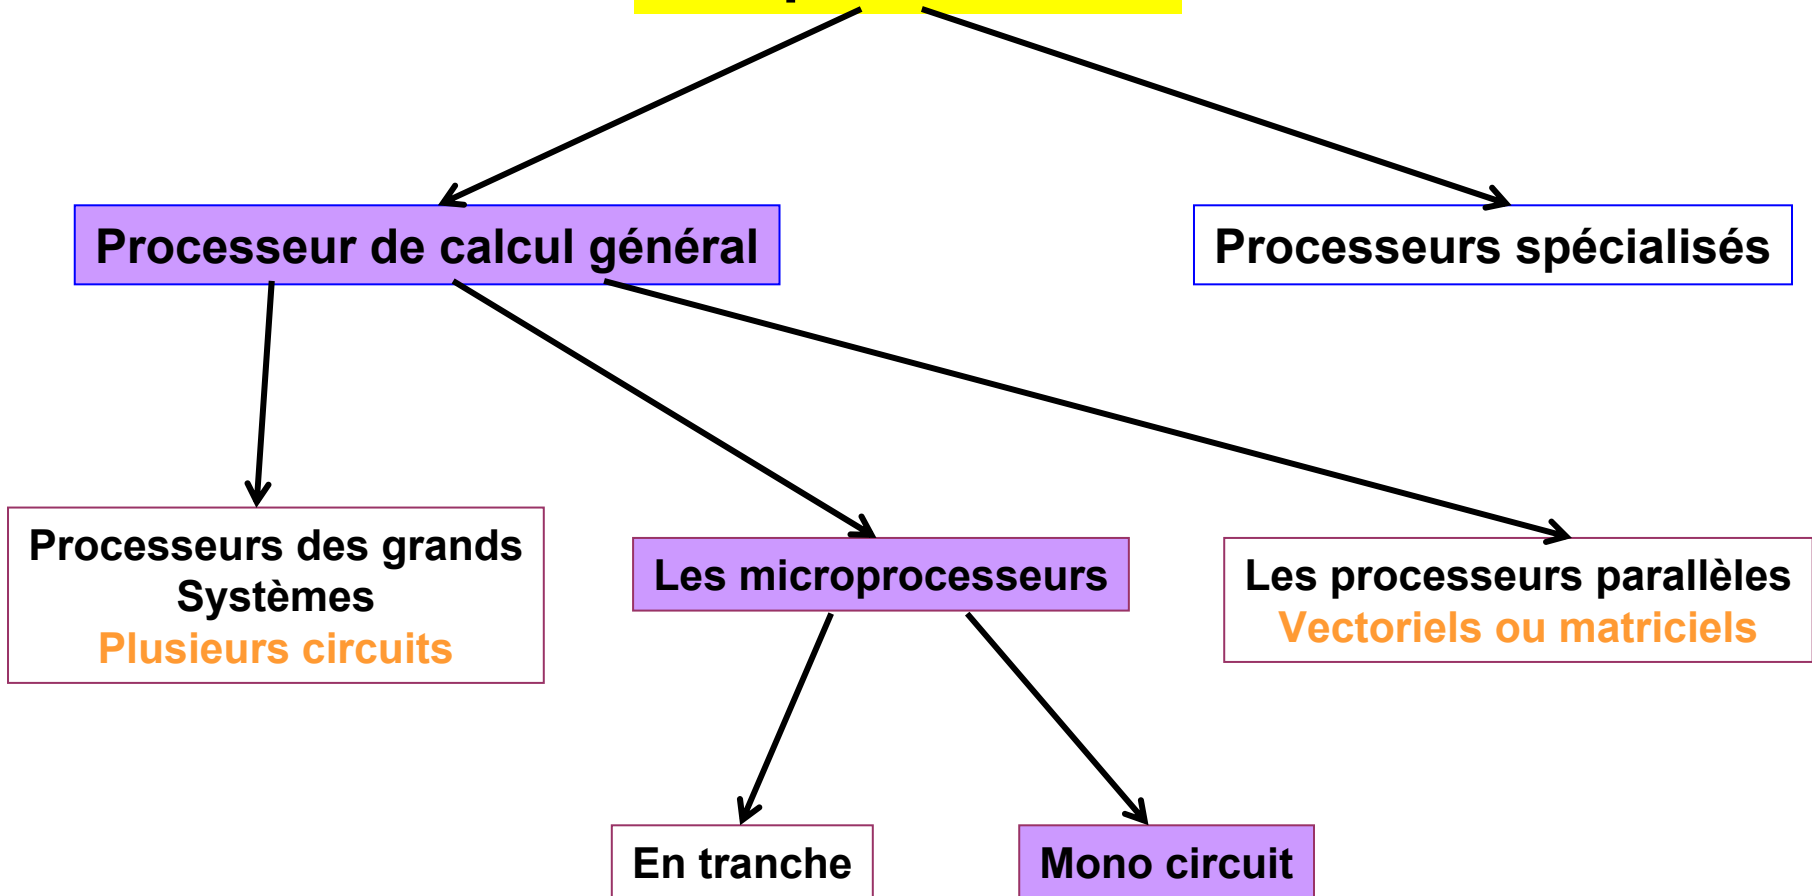 Processeur de calcul général
Processeurs spécialisés
Processeurs des grands
Systèmes
Plusieurs circuits
Les microprocesseurs
Les processeurs parallèles
Vectoriels ou matriciels
En tranche
Mono circuit